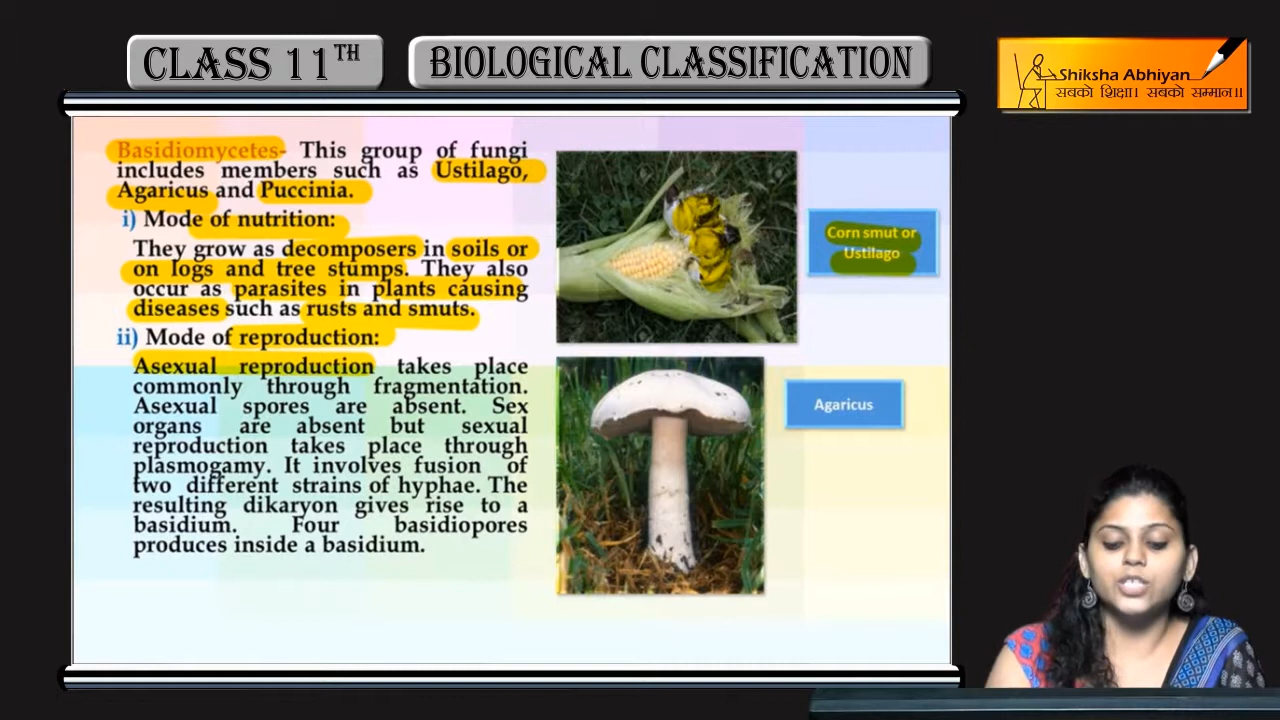 CLASS 11TH
BIOLOGICAL CLASSIFICATION
Shiksha Abhiyan
सबको शिक्षा। सबको सम्मान॥
Basidiomycetes- This group of fungi
includes members such as Ustilago,
Agaricus and Puccinia.
i) Mode of nutrition:
They grow as decomposers in soils or
on logs and tree stumps. They also
occur as parasites in plants causing
diseases such as rusts and smuts.
ii) Mode of reproduction:
Asexual reproduction takes place
commonly through fragmentation.
Asexual spores are absent. Sex
organs are absent but sexual
reproduction takes place through
plasmogamy. It involves fusion of
two different strains of hyphae. The
resulting dikaryon gives rise to a
basidium. Four basidiopores
produces inside a basidium.
Corn smut or
Ustilago
Agaricus